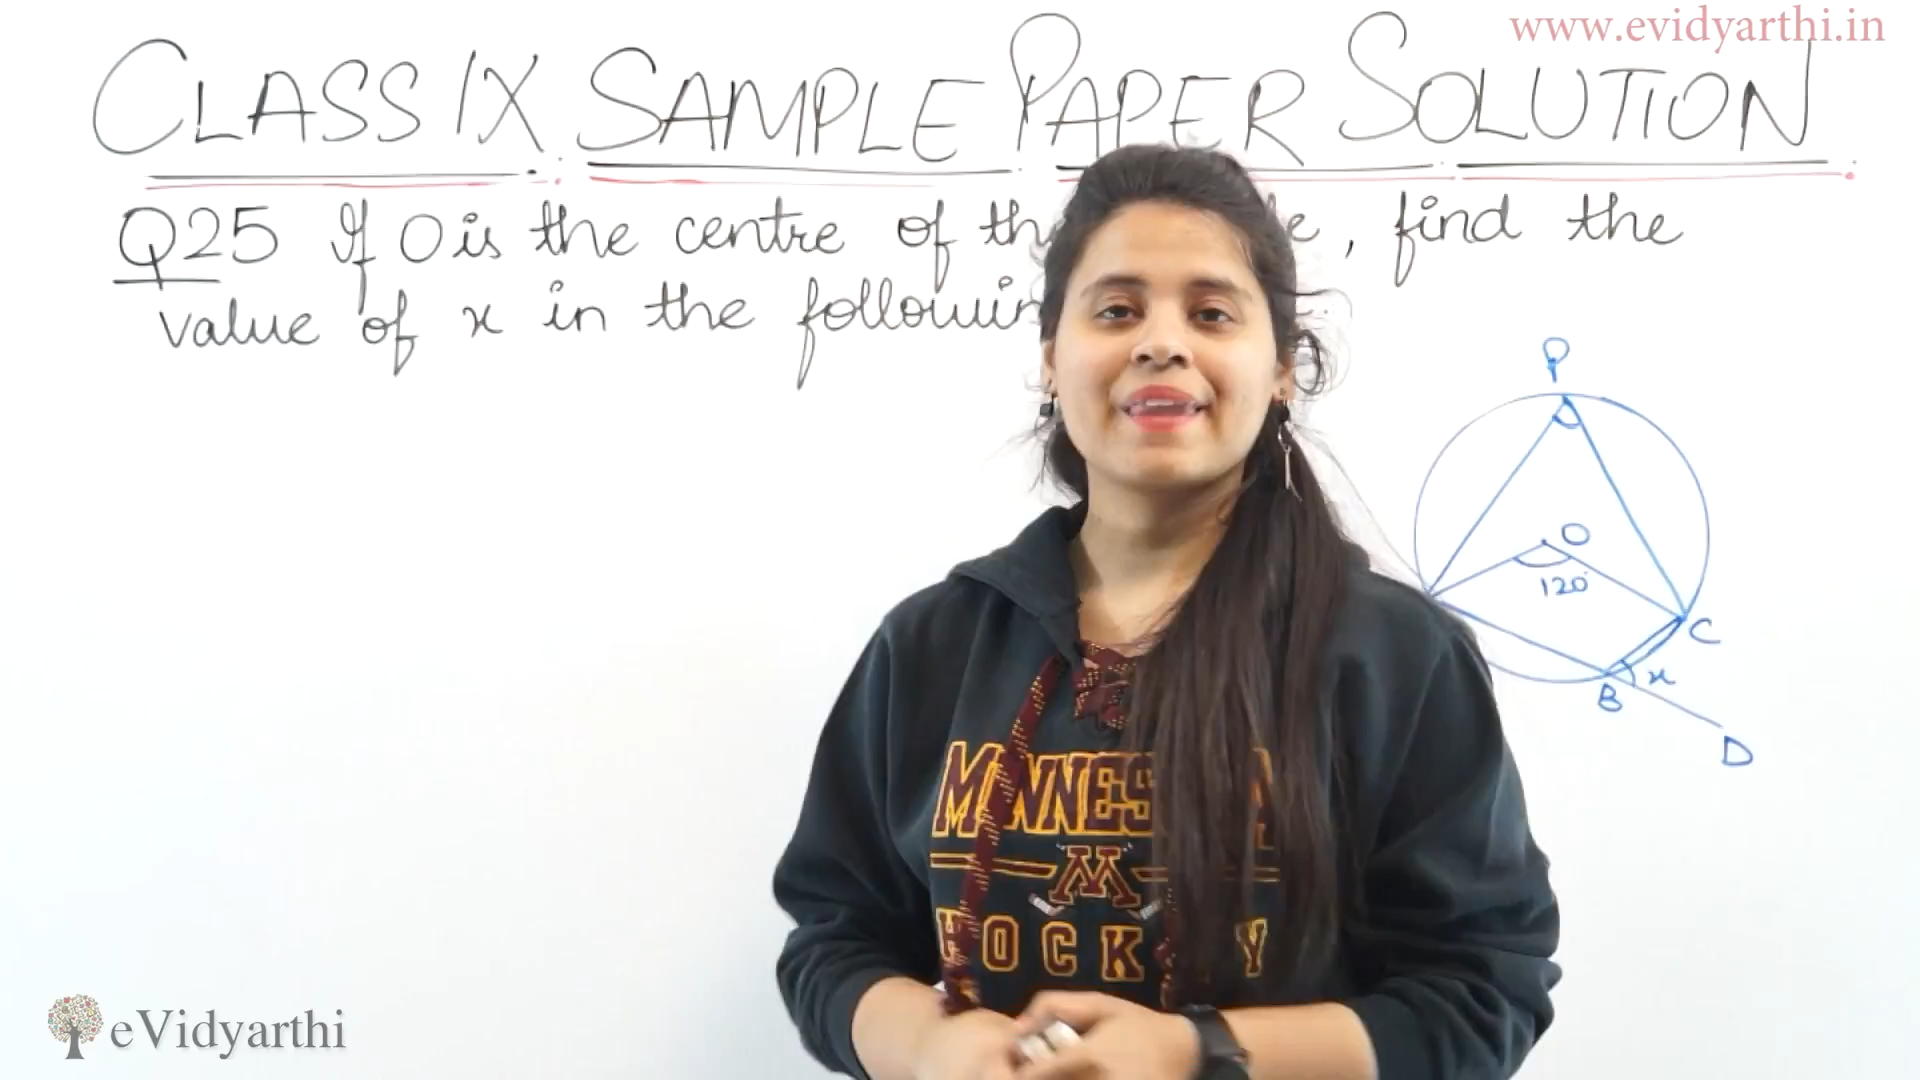 www.evidyarthi.in
CLASS IX SAMPLE PAPER SOLUTION
Q25 If O is the centre of , find the
value of x in the
P
O
120°
C
x
B
D
MINNES
M
HOCK Y
eVidyarthi